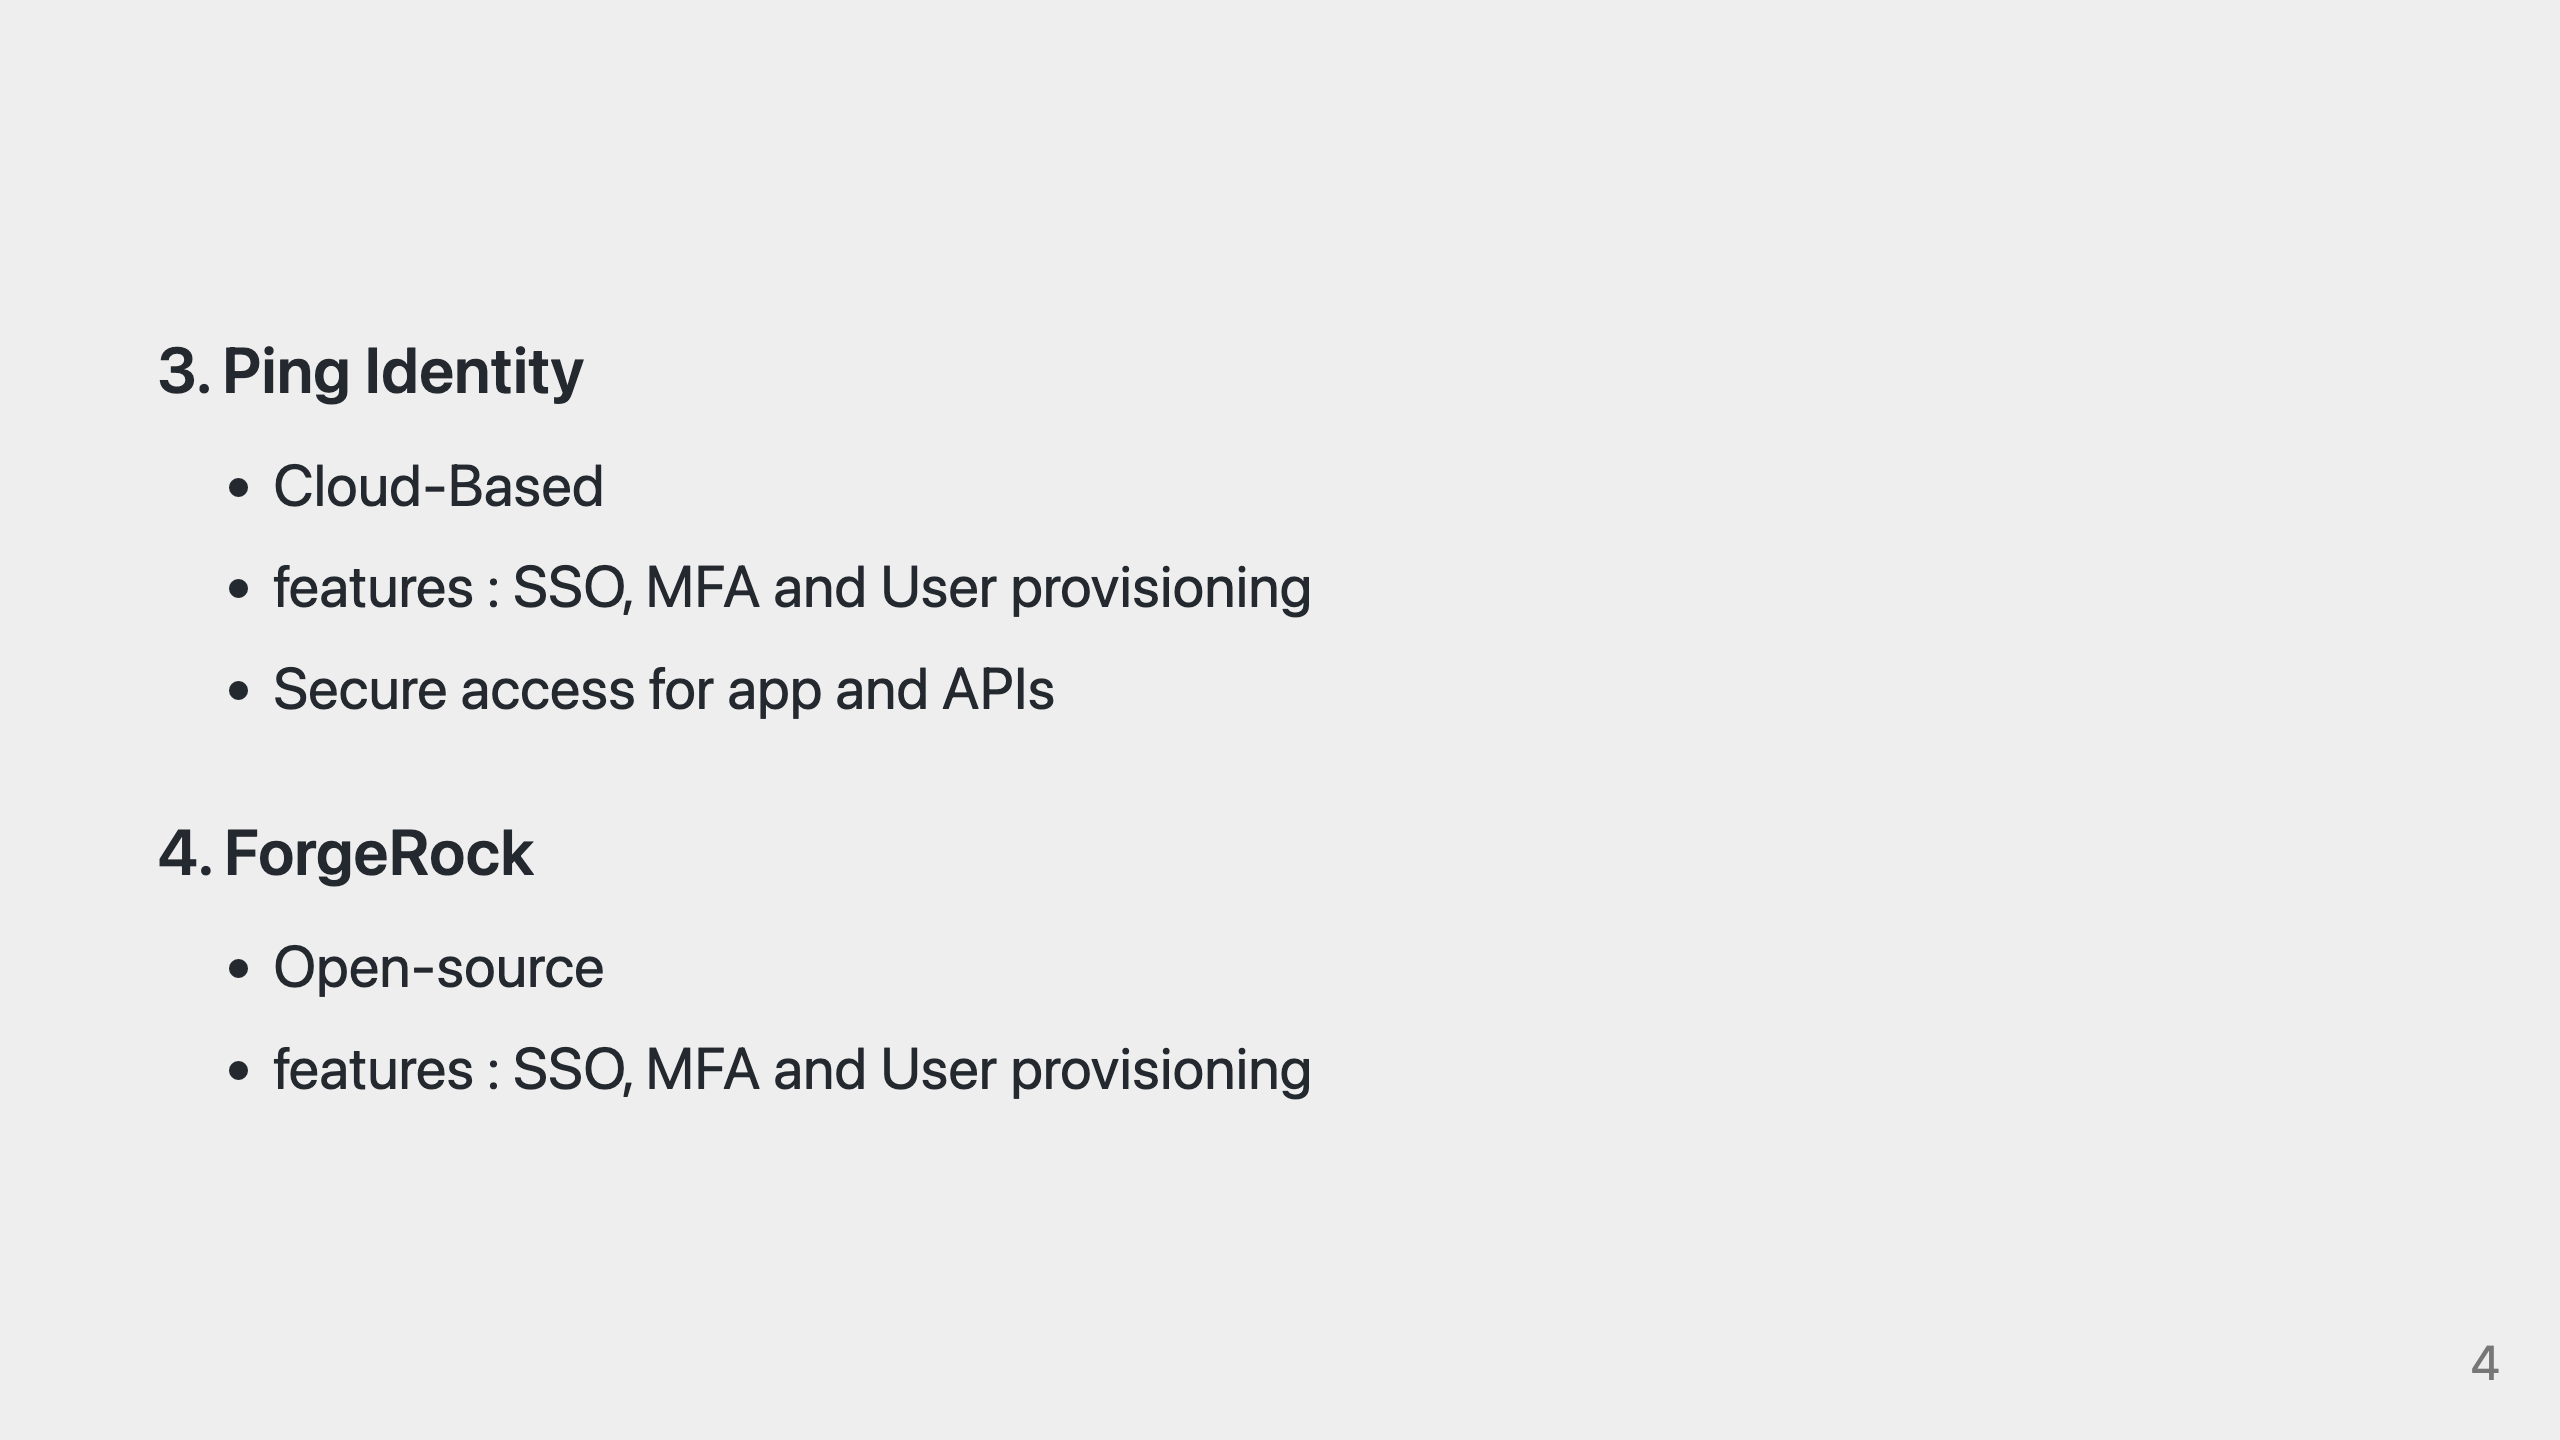 3. Ping Identity
• Cloud-Based
• features : SSO, MFA and User provisioning
• Secure access for app and APIs
4. ForgeRock
• Open-source
• features : SSO, MFA and User provisioning
4